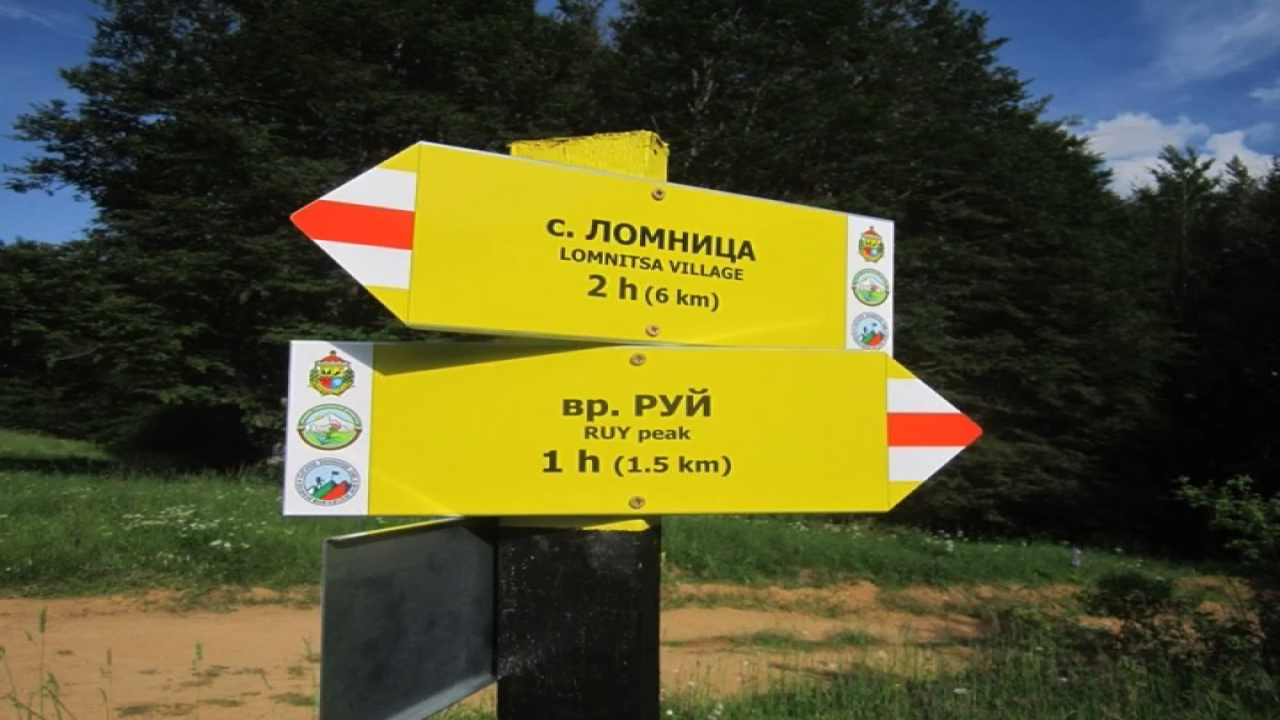 с. ЛОМНИЦА
LOMNITSA VILLAGE
2 h (6 km)
вр. РУЙ
RUY peak
1 h (1.5 km)